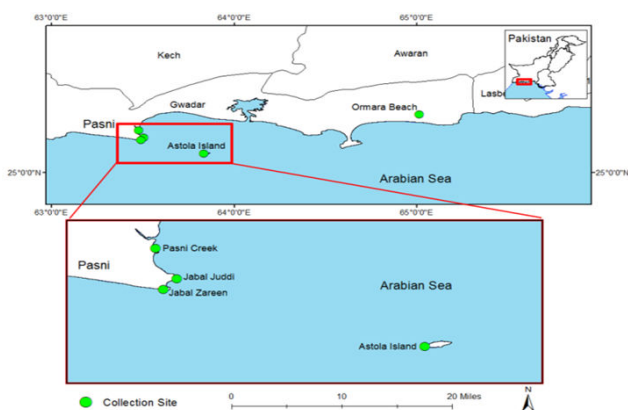 63°0'0"E 64°0'0"E 65°0'0"E
Pakistan
Kech
Awaran
Gwadar
Ormara Beach
Lasbe
Pasni
Astola Island
25°0'0"N
Arabian Sea
25°0'0"N
63°0'0"E 64°0'0"E 65°0'0"E
Pasni Creek
Pasni
Jabal Juddi
Arabian Sea
Jabal Zareen
Astola Island
Collection Site
0 10 20 Miles
N